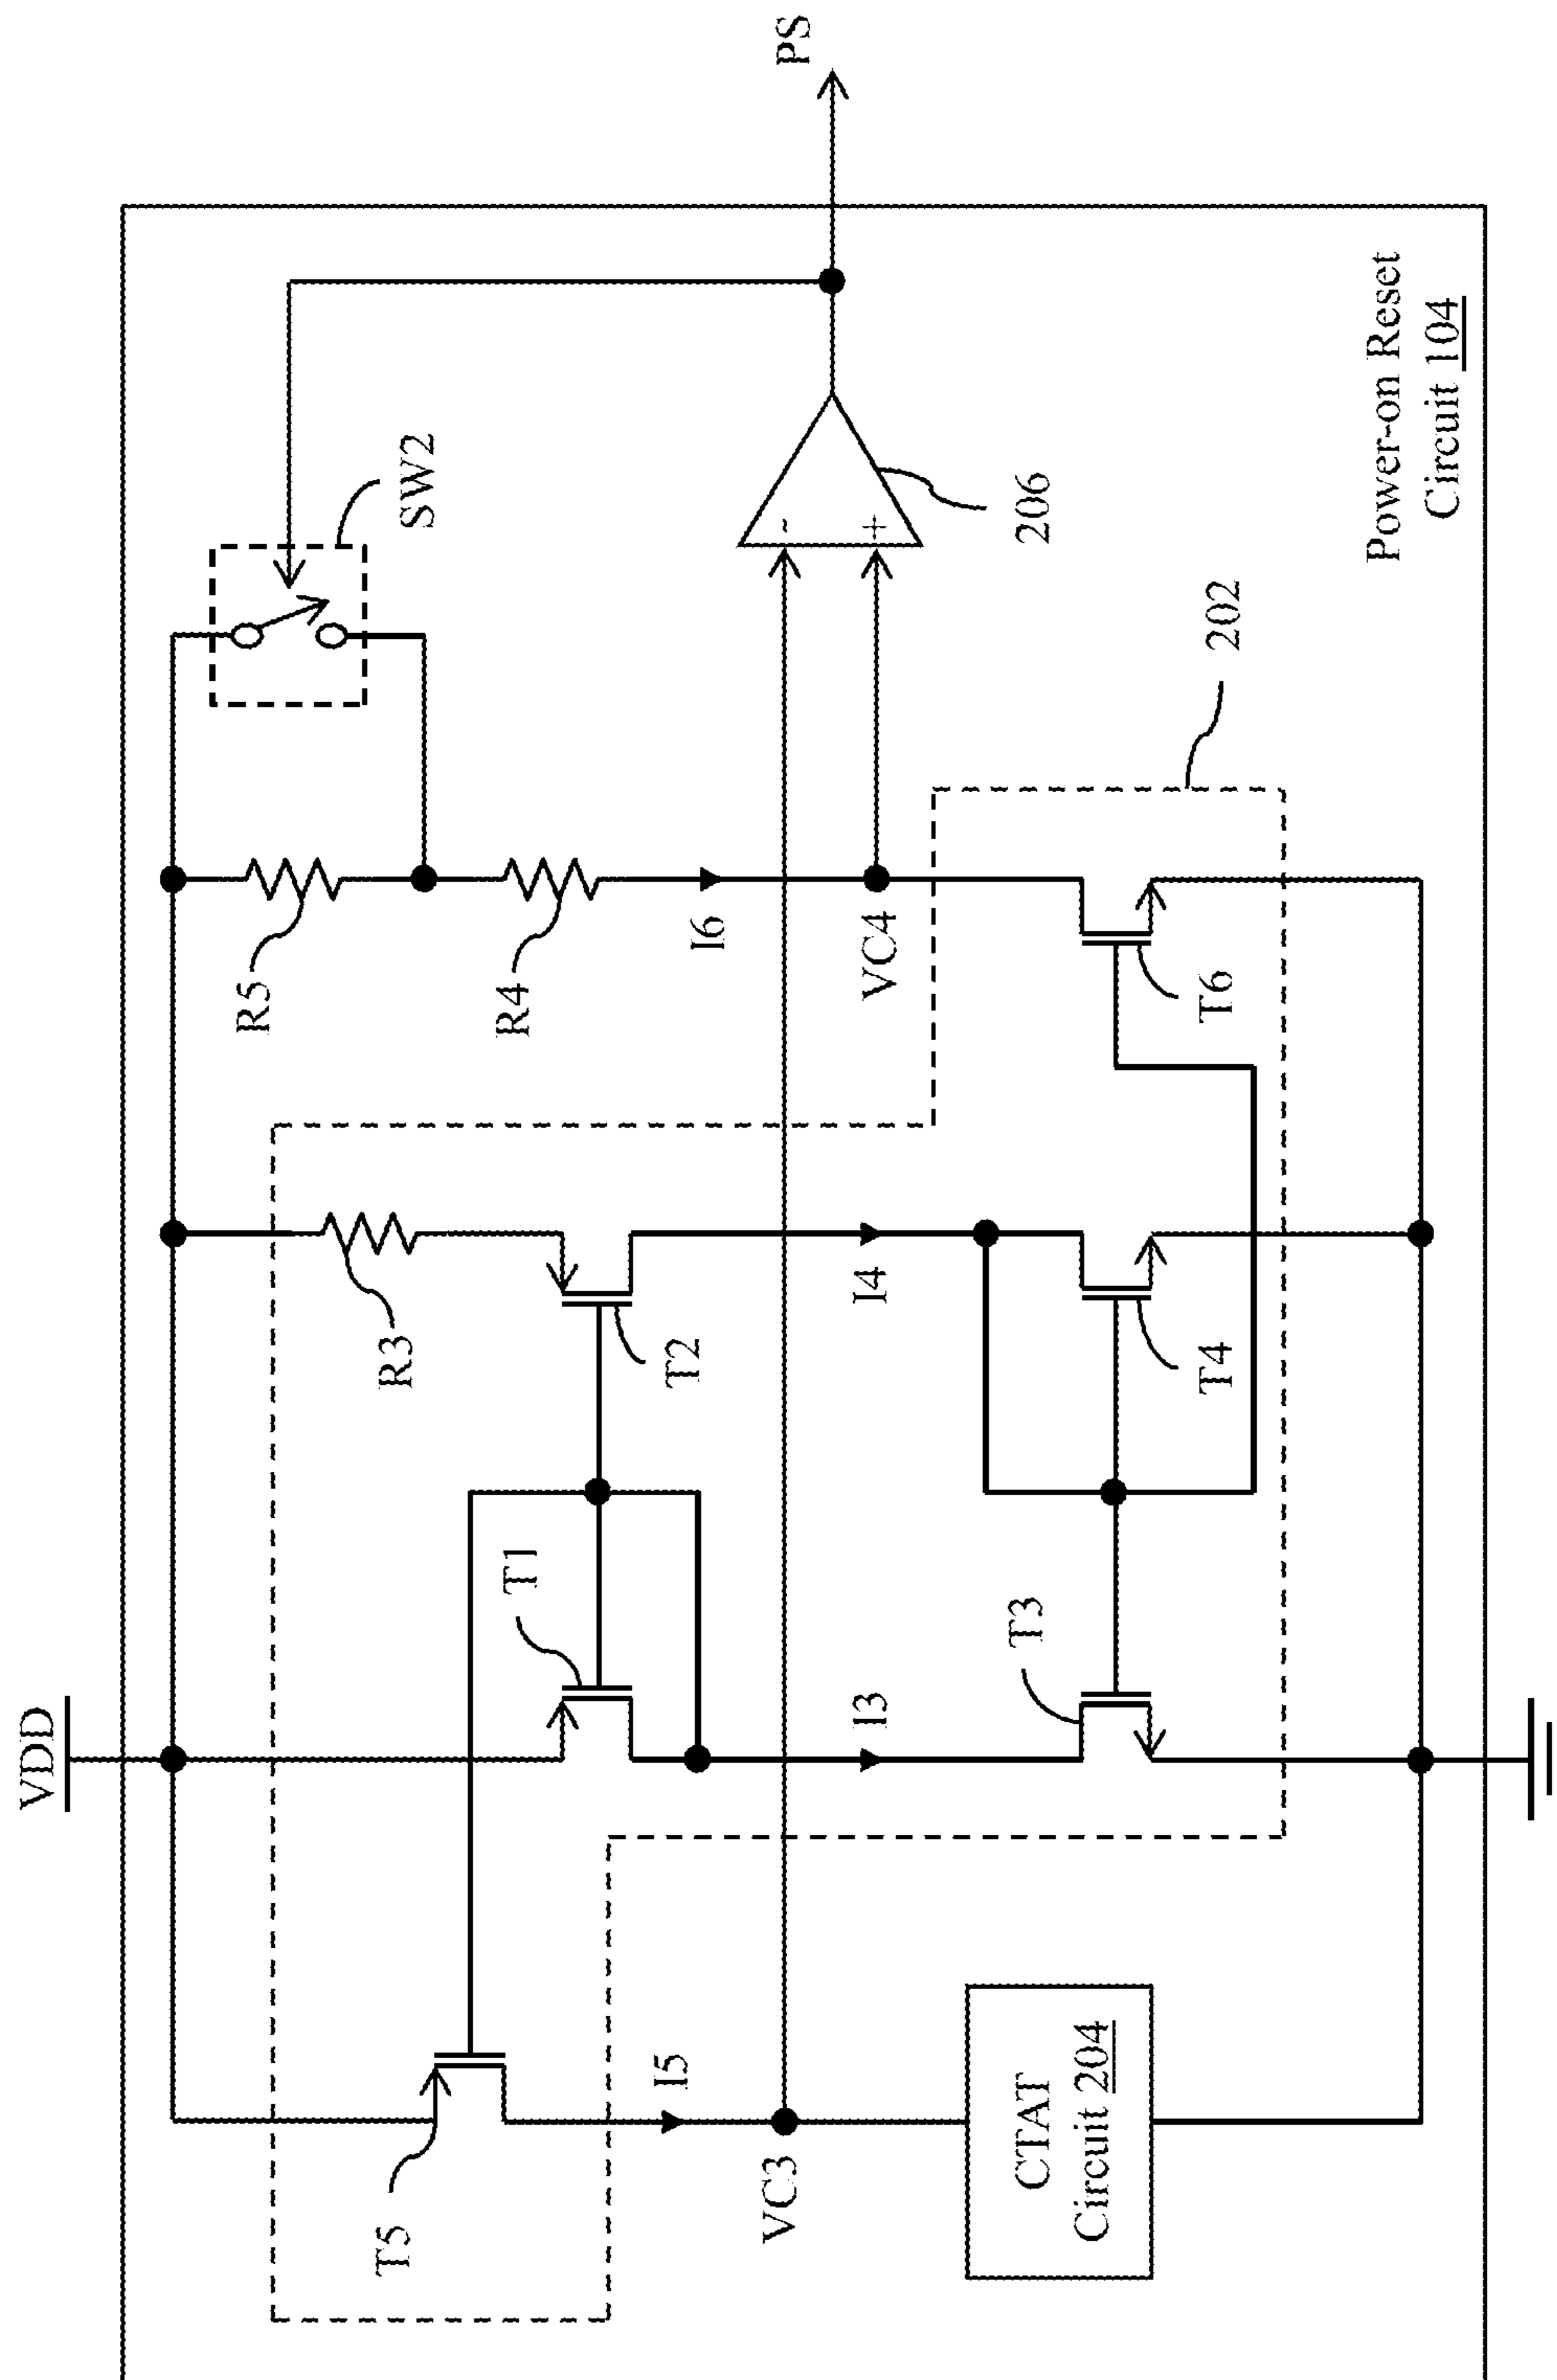 VDD
T5
T1
R3
T2
R5
R4
SW2
I5
I3
I4
I6
VC3
VC4
-
+
206
PS
T3
T4
T6
202
CTAT
Circuit 204
Power-on Reset
Circuit 104